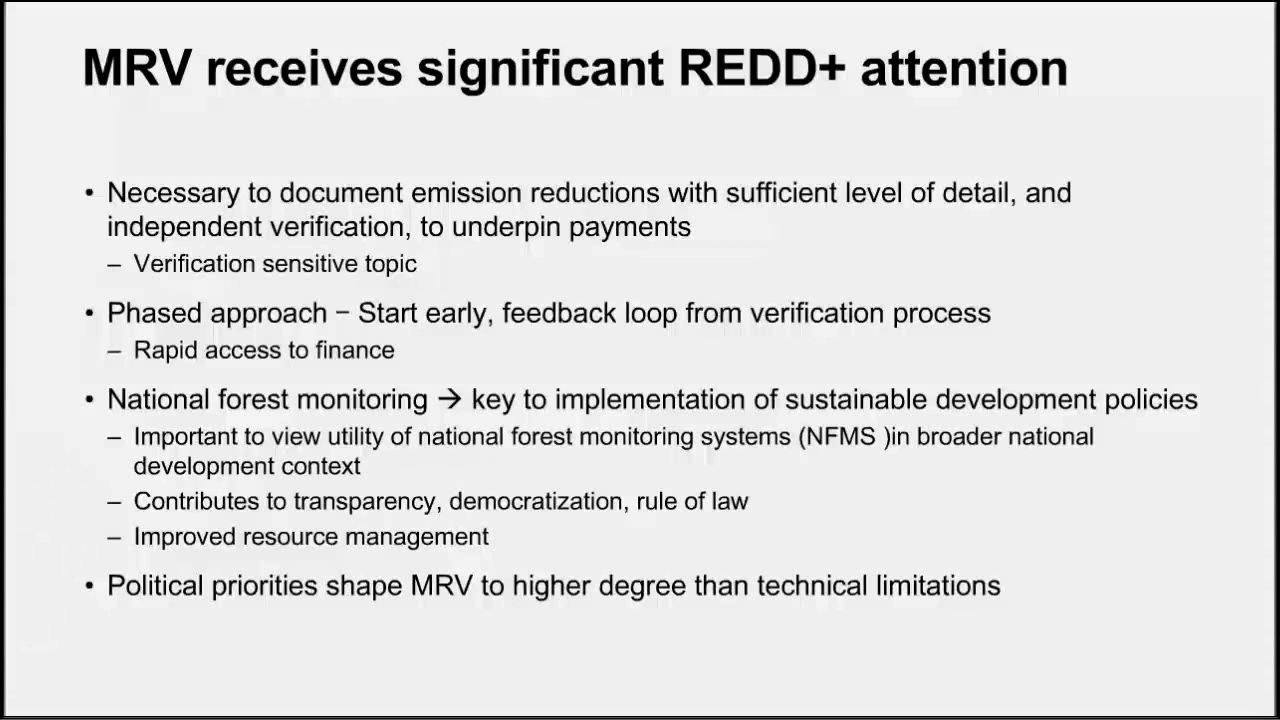 MRV receives significant REDD+ attention
• Necessary to document emission reductions with sufficient level of detail, and
independent verification, to underpin payments
– Verification sensitive topic
• Phased approach − Start early, feedback loop from verification process
– Rapid access to finance
• National forest monitoring → key to implementation of sustainable development policies
– Important to view utility of national forest monitoring systems (NFMS )in broader national
development context
– Contributes to transparency, democratization, rule of law
– Improved resource management
• Political priorities shape MRV to higher degree than technical limitations